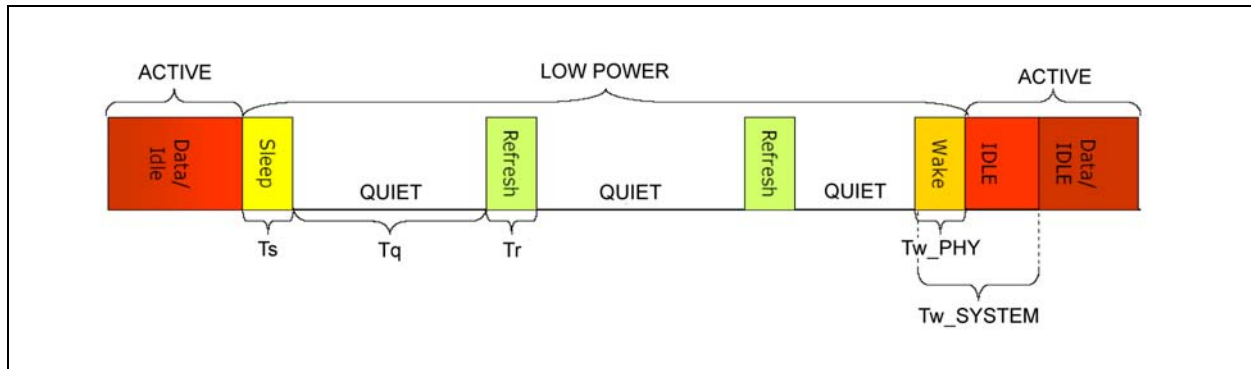 ACTIVE
LOW POWER
ACTIVE
Data/
Idle
Sleep
QUIET
Refresh
QUIET
Refresh
QUIET
Wake
IDLE
Data/
IDLE
Ts
Tq
Tr
Tw_PHY
Tw_SYSTEM